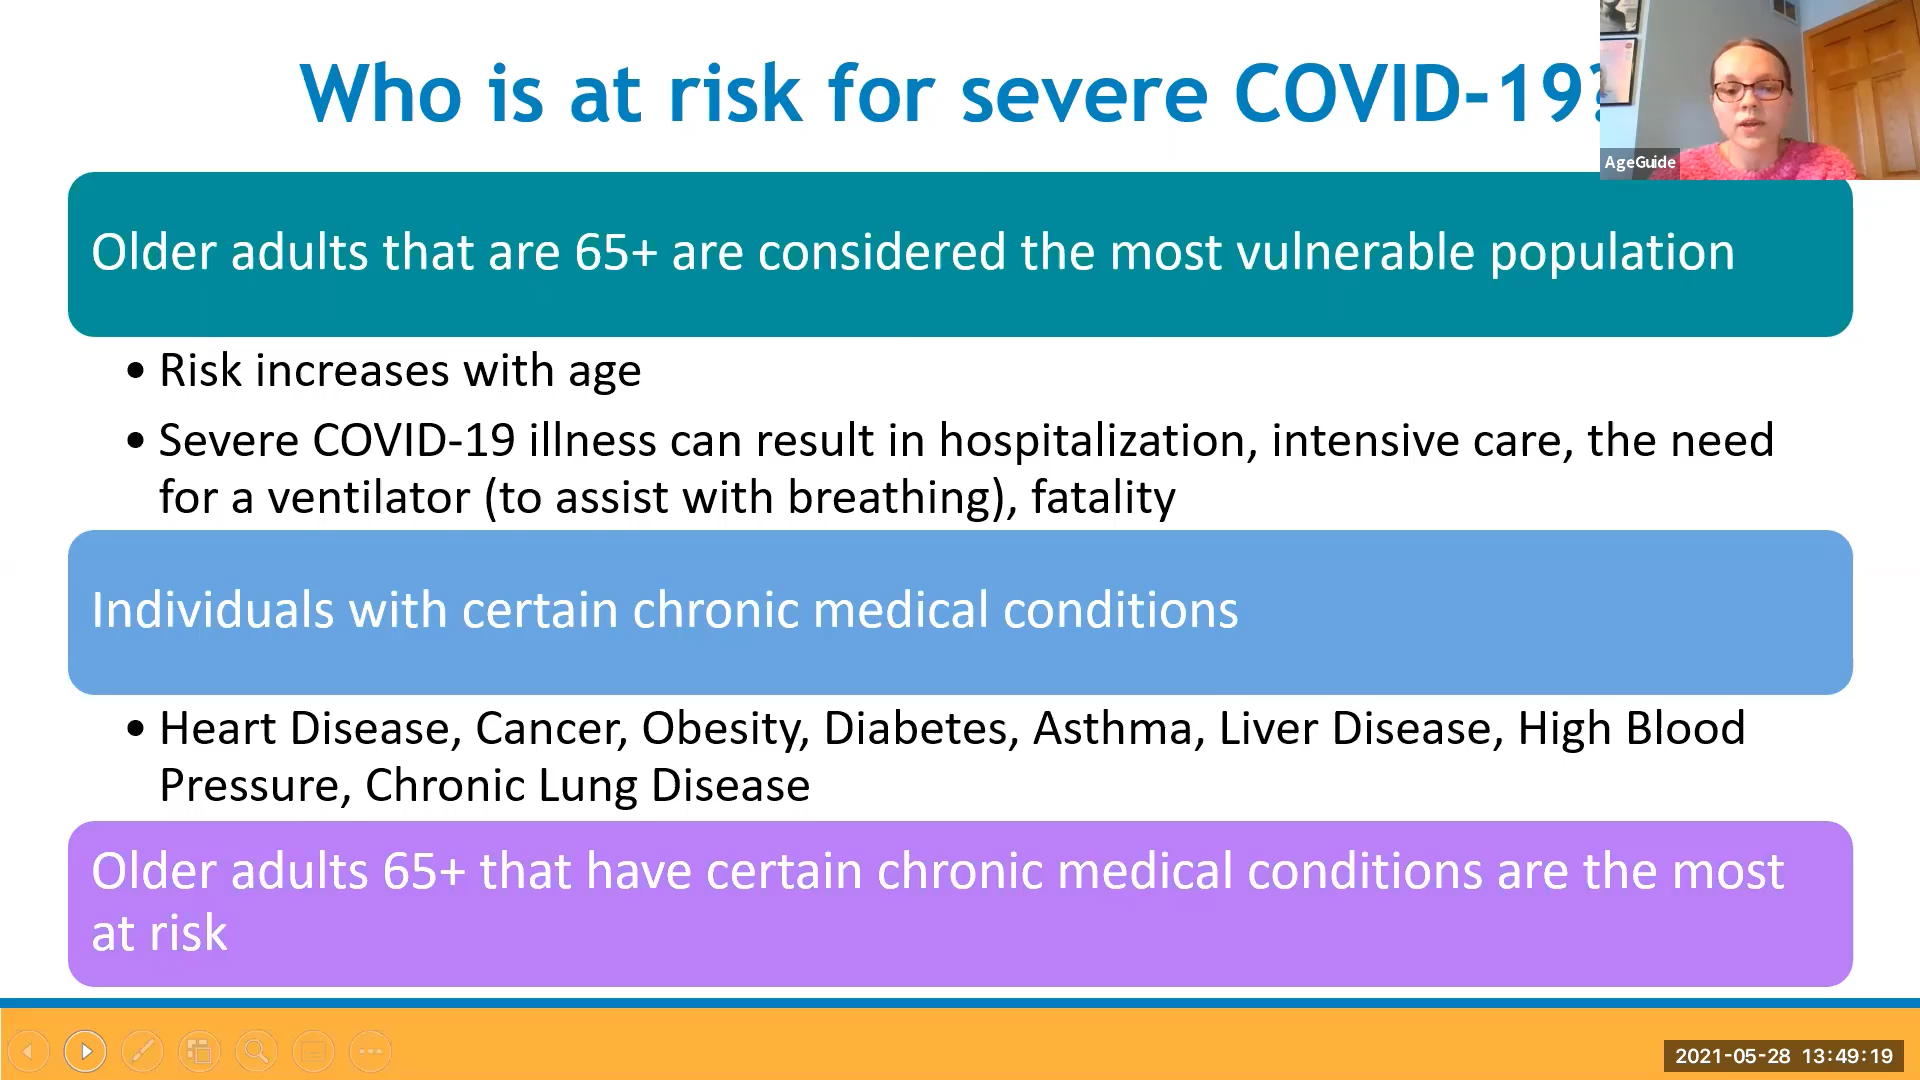 Who is at risk for severe COVID-19?
AgeGuide
Older adults that are 65+ are considered the most vulnerable population
• Risk increases with age
• Severe COVID-19 illness can result in hospitalization, intensive care, the need
for a ventilator (to assist with breathing), fatality
Individuals with certain chronic medical conditions
• Heart Disease, Cancer, Obesity, Diabetes, Asthma, Liver Disease, High Blood
Pressure, Chronic Lung Disease
Older adults 65+ that have certain chronic medical conditions are the most
at risk
2021-05-28 13:49:19